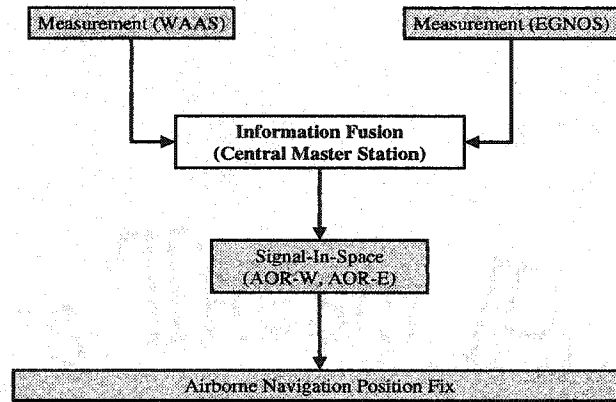 Measurement (WAAS)
Measurement (EGNOS)
Information Fusion
(Central Master Station)
Signal-In-Space
(AOR-W, AOR-E)
Airborne Navigation Position Fix